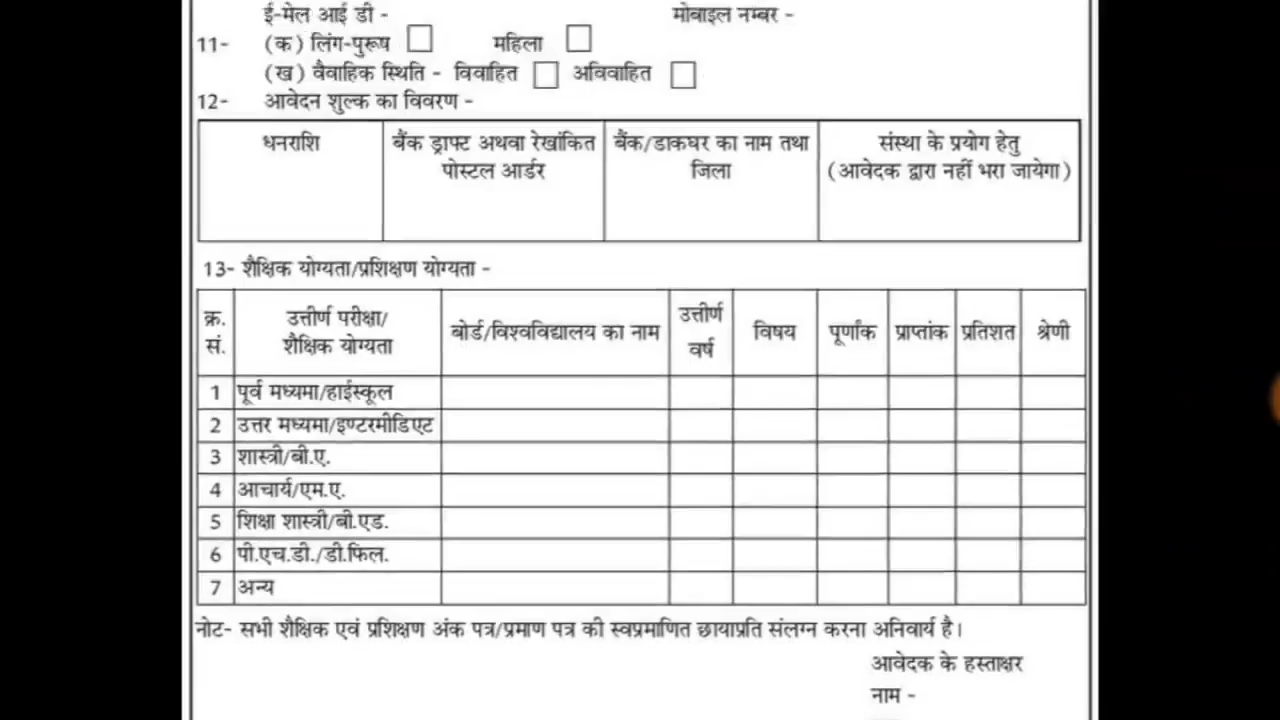 ई-मेल आई डी - मोबाइल नम्बर -
11- (क) लिंग-पुरूष महिला
(ख) वैवाहिक स्थिति - विवाहित अविवाहित
12- आवेदन शुल्क का विवरण -
धनराशि बैंक ड्राफ्ट अथवा रेखांकित पोस्टल आर्डर बैंक/डाकघर का नाम तथा जिला संस्था के प्रयोग हेतु (आवेदक द्वारा नहीं भरा जायेगा)
13- शैक्षिक योग्यता/प्रशिक्षण योग्यता -
क्र. सं. उत्तीर्ण परीक्षा/ शैक्षिक योग्यता बोर्ड/विश्वविद्यालय का नाम उत्तीर्ण वर्ष विषय पूर्णांक प्राप्तांक प्रतिशत श्रेणी
1 पूर्व मध्यमा/हाईस्कूल
2 उत्तर मध्यमा/इण्टरमीडिएट
3 शास्त्री/बी.ए.
4 आचार्य/एम.ए.
5 शिक्षा शास्त्री/बी.एड.
6 पी.एच.डी./डी.फिल.
7 अन्य
नोट- सभी शैक्षिक एवं प्रशिक्षण अंक पत्र/प्रमाण पत्र की स्वप्रमाणित छायाप्रति संलग्न करना अनिवार्य है।
आवेदक के हस्ताक्षर
नाम -